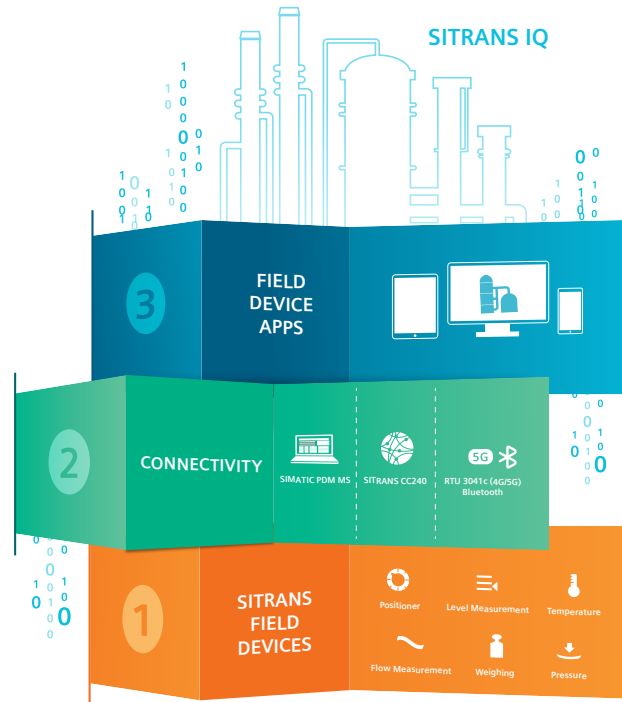 SITRANS IQ
3
FIELD
DEVICE
APPS
2
CONNECTIVITY
SIMATIC PDM MS
SITRANS CC240
5G
RTU 3041c (4G/5G)
Bluetooth
1
SITRANS
FIELD
DEVICES
Positioner
Level Measurement
Temperature
Flow Measurement
Weighing
Pressure